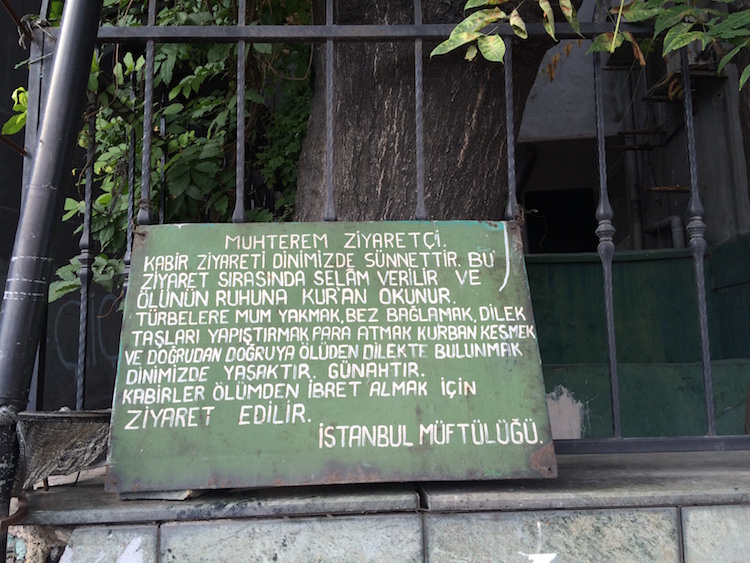 MUHTEREM ZİYARETÇİ.
KABİR ZİYARETİ DİNİMİZDE SÜNNETTİR. BU
ZİYARET SIRASINDA SELÂM VERİLİR VE
ÖLÜNÜN RUHUNA KUR'AN OKUNUR.
TÜRBELERE MUM YAKMAK, BEZ BAĞLAMAK, DİLEK
TAŞLARI YAPIŞTIRMAK PARA ATMAK KURBAN KESMEK
VE DOĞRUDAN DOĞRUYA ÖLÜDEN DİLEKTE BULUNMAK
DİNİMİZDE YASAKTIR. GÜNAHTIR.
KABİRLER ÖLÜMDEN İBRET ALMAK İÇİN
ZİYARET EDİLİR.
İSTANBUL MÜFTÜLÜĞÜ.